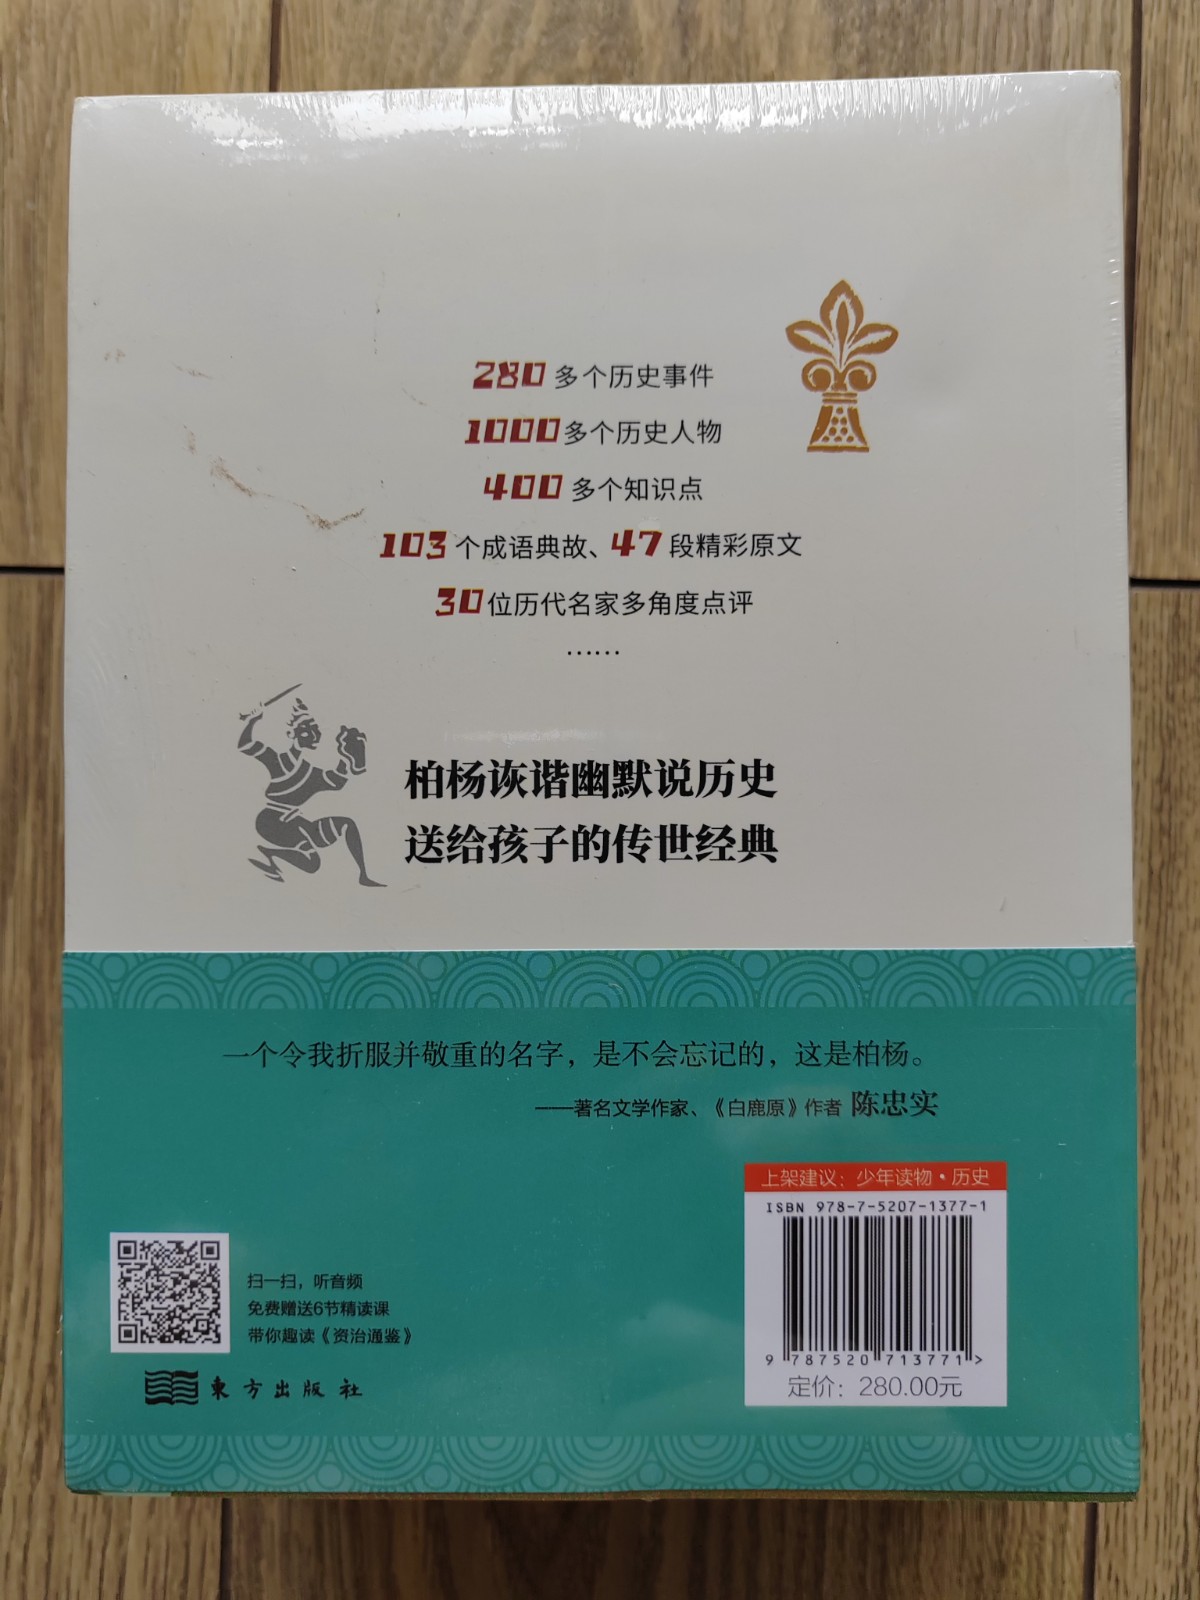 280多个历史事件
1000多个历史人物
400多个知识点
103个成语典故、47段精彩原文
30位历代名家多角度点评
……
柏杨诙谐幽默说历史
送给孩子的传世经典
一个令我折服并敬重的名字，是不会忘记的，这是柏杨。
——著名文学作家、《白鹿原》作者 陈忠实
上架建议：少年读物·历史
ISBN 978-7-5207-1377-1
9 787520 713771 >
定价：280.00元
扫一扫，听音频
免费赠送6节精读课
带你趣读《资治通鉴》
東方出版社